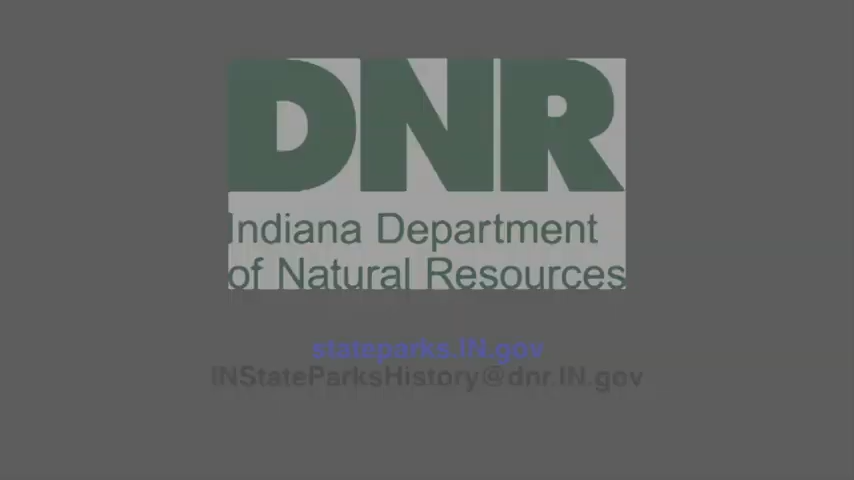 DNR
Indiana Department
of Natural Resources
stateparks.IN.gov
INStateParksHistory@dnr.IN.gov